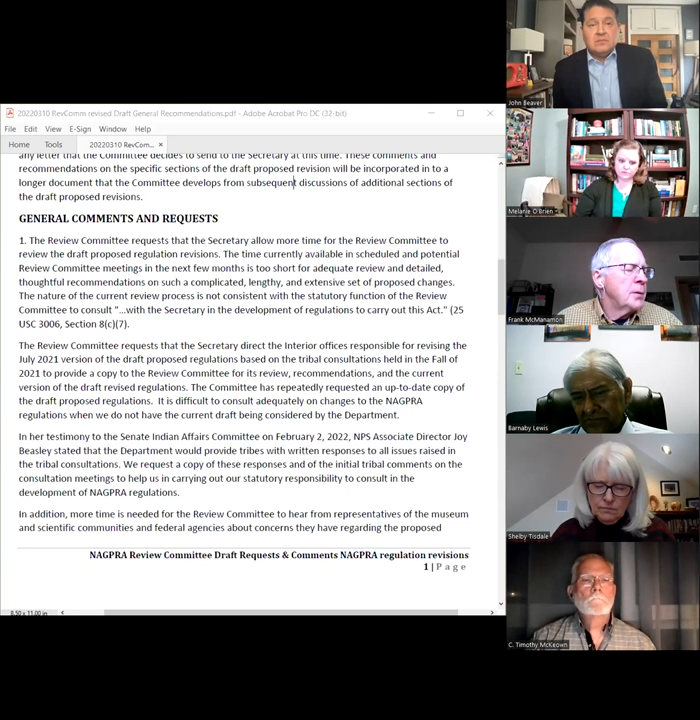 20220310 RevComm revised Draft General Recommendations.pdf - Adobe Acrobat Pro DC (32-bit)
File Edit View E-Sign Window Help
Home Tools 20220310 RevCom... ×
any letter that the Committee decides to send to the Secretary at this time. These comments and
recommendations on the specific sections of the draft proposed revision will be incorporated in to a
longer document that the Committee develops from subsequent discussions of additional sections of
the draft proposed revisions.
GENERAL COMMENTS AND REQUESTS
1. The Review Committee requests that the Secretary allow more time for the Review Committee to
review the draft proposed regulation revisions. The time currently available in scheduled and potential
Review Committee meetings in the next few months is too short for adequate review and detailed,
thoughtful recommendations on such a complicated, lengthy, and extensive set of proposed changes.
The nature of the current review process is not consistent with the statutory function of the Review
Committee to consult "...with the Secretary in the development of regulations to carry out this Act." (25
USC 3006, Section 8(c)(7).
The Review Committee requests that the Secretary direct the Interior offices responsible for revising the
July 2021 version of the draft proposed regulations based on the tribal consultations held in the Fall of
2021 to provide a copy to the Review Committee for its review, recommendations, and the current
version of the draft revised regulations. The Committee has repeatedly requested an up-to-date copy of
the draft proposed regulations. It is difficult to consult adequately on changes to the NAGPRA
regulations when we do not have the current draft being considered by the Department.
In her testimony to the Senate Indian Affairs Committee on February 2, 2022, NPS Associate Director Joy
Beasley stated that the Department would provide tribes with written responses to all issues raised in
the tribal consultations. We request a copy of these responses and of the initial tribal comments on the
consultation meetings to help us in carrying out our statutory responsibility to consult in the
development of NAGPRA regulations.
In addition, more time is needed for the Review Committee to hear from representatives of the museum
and scientific communities and federal agencies about concerns they have regarding the proposed
NAGPRA Review Committee Draft Requests & Comments NAGPRA regulation revisions
1 | P a g e
8.50 x 11.00 in
John Beaver
Melanie O'Brien
Frank McManamon
Barnaby Lewis
Shelby Tisdale
C. Timothy McKeown